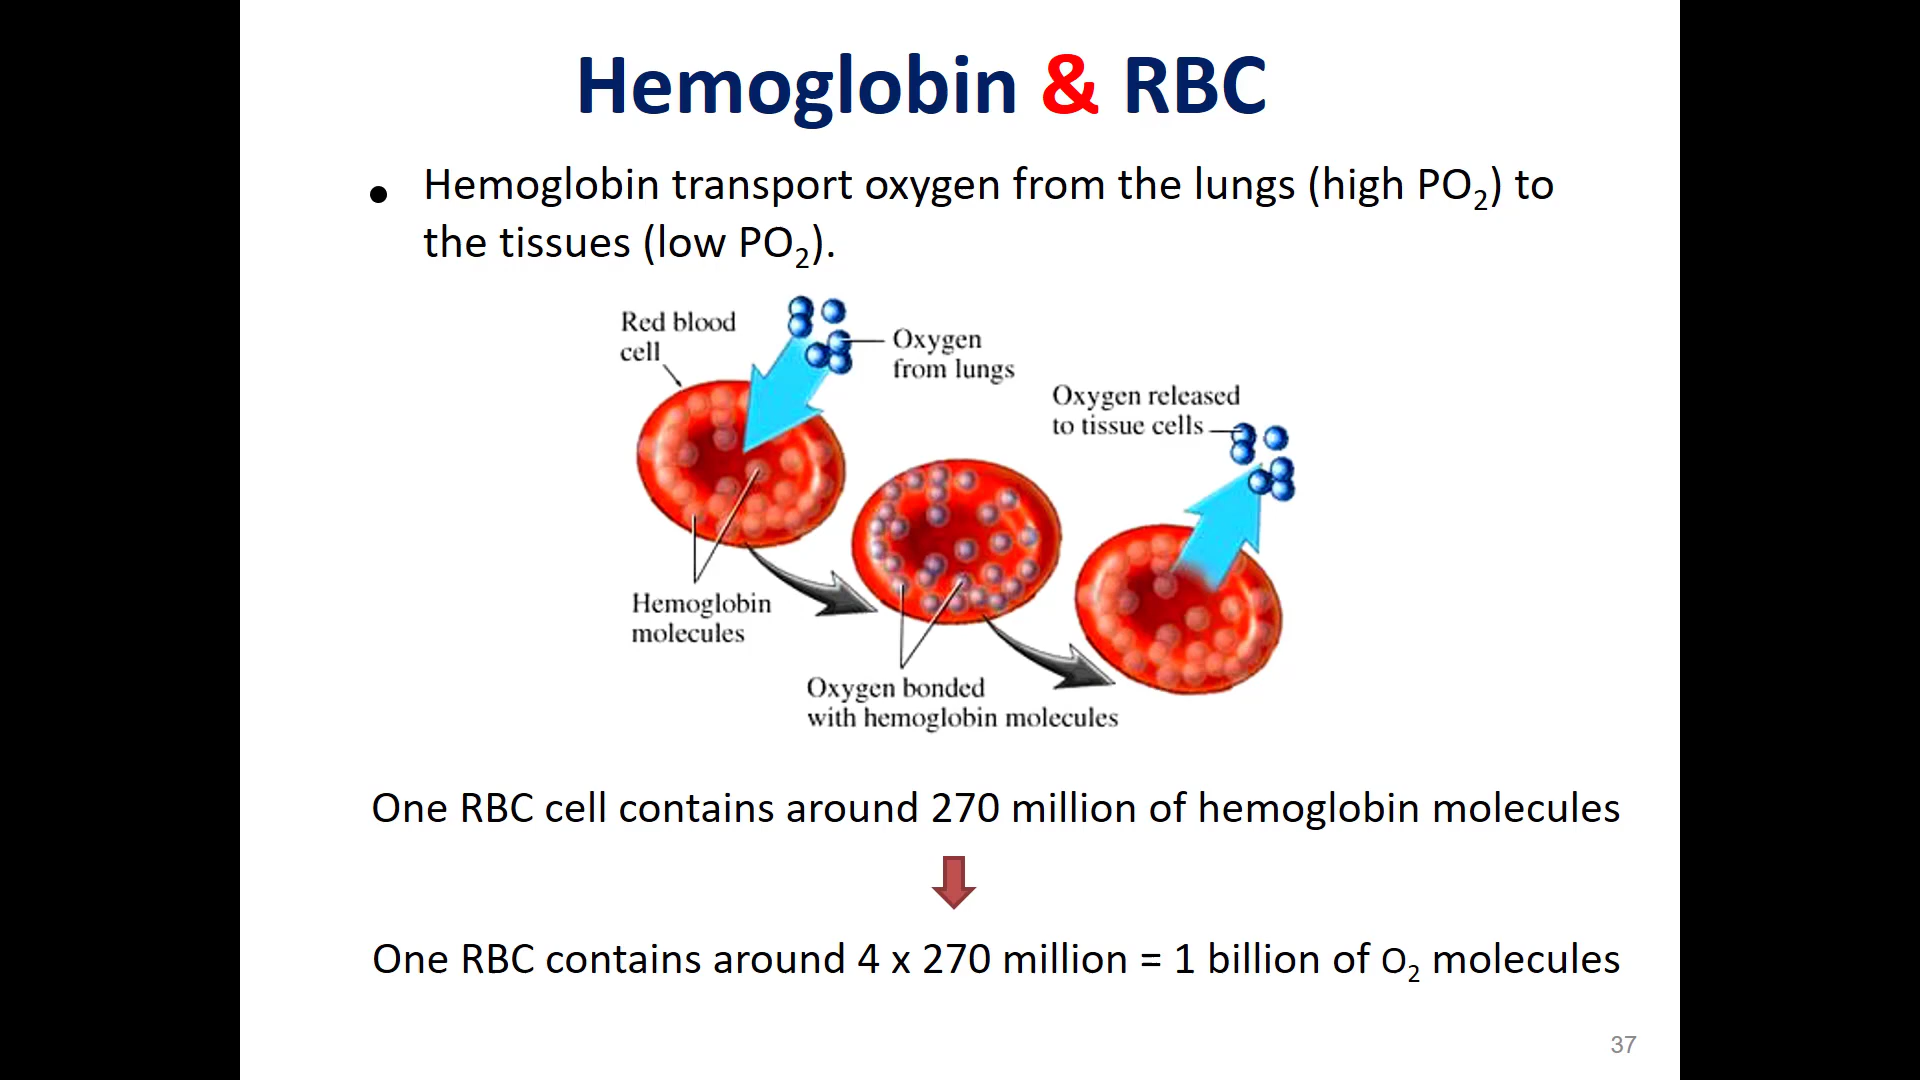 Hemoglobin & RBC
• Hemoglobin transport oxygen from the lungs (high PO₂) to
the tissues (low PO₂).
Red blood
cell
Oxygen
from lungs
Oxygen released
to tissue cells
Hemoglobin
molecules
Oxygen bonded
with hemoglobin molecules
One RBC cell contains around 270 million of hemoglobin molecules
One RBC contains around 4 x 270 million = 1 billion of O₂ molecules
37